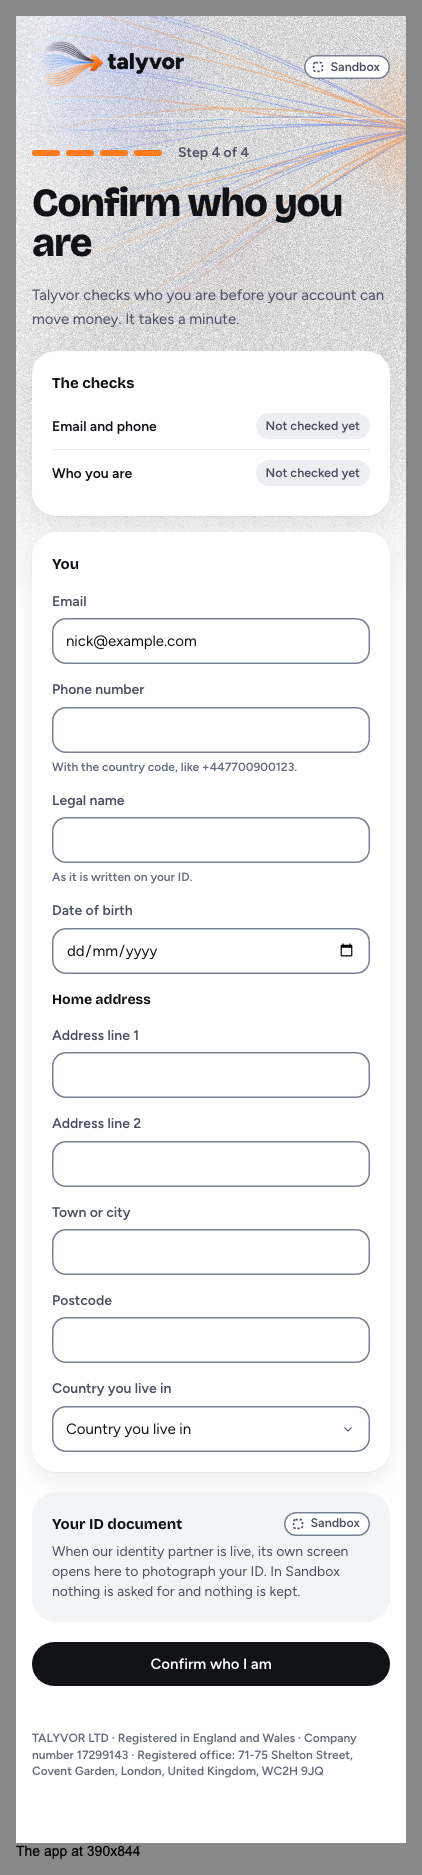 talyvor
Sandbox
Step 4 of 4
Confirm who you
are
Talyvor checks who you are before your account can
move money. It takes a minute.
The checks
Email and phone
Not checked yet
Who you are
Not checked yet
You
Email
nick@example.com
Phone number
With the country code, like +447700900123.
Legal name
As it is written on your ID.
Date of birth
dd/mm/yyyy
Home address
Address line 1
Address line 2
Town or city
Postcode
Country you live in
Country you live in
Your ID document
Sandbox
When our identity partner is live, its own screen
opens here to photograph your ID. In Sandbox
nothing is asked for and nothing is kept.
Confirm who I am
TALYVOR LTD · Registered in England and Wales · Company
number 17299143 · Registered office: 71-75 Shelton Street,
Covent Garden, London, United Kingdom, WC2H 9JQ
The app at 390x844